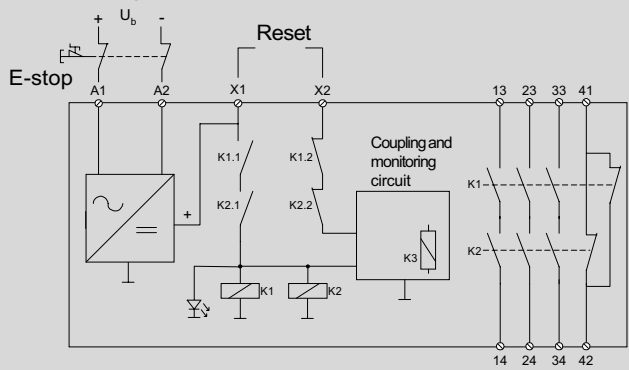 + Ub -
Reset
E-stop
A1 A2 X1 X2 13 23 33 41
Coupling and
monitoring
circuit
K1.1 K1.2
K1
K2.1 K2.2
+
K3
K2
K1 K2
14 24 34 42